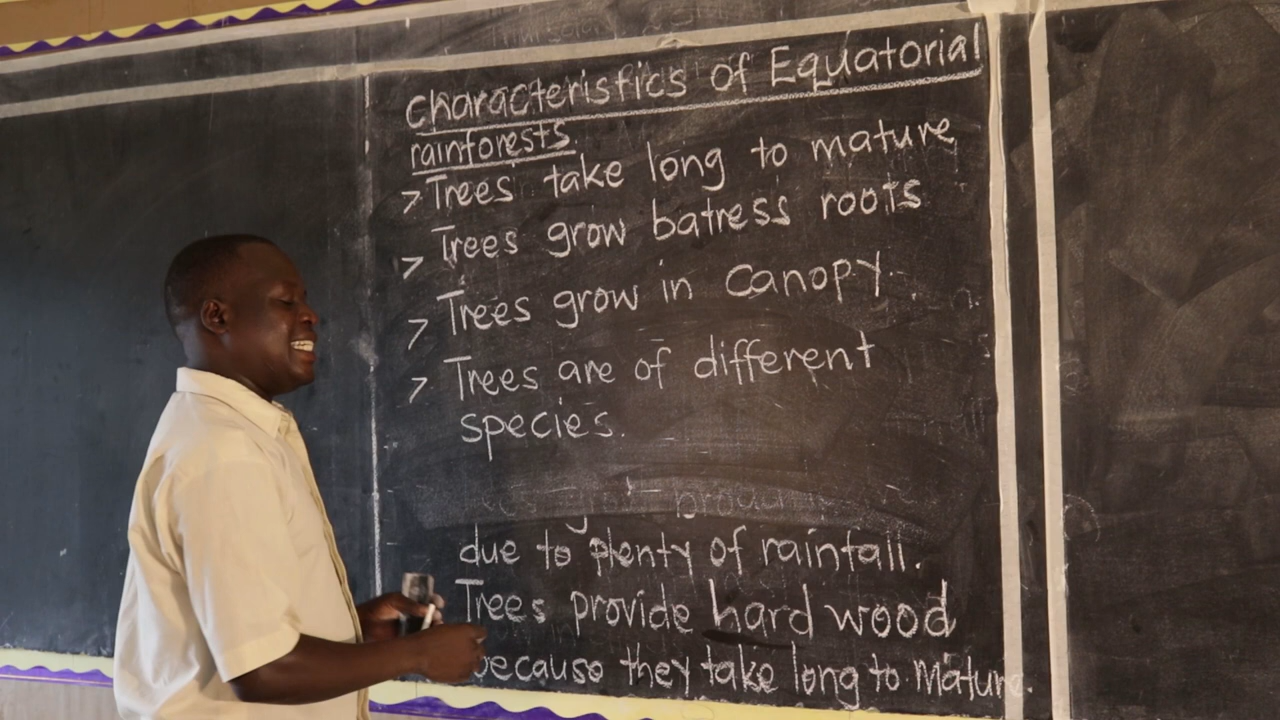 Characteristics of Equatorial
rainforests.
> Trees take long to mature
> Trees grow batress roots
> Trees grow in canopy.
> Trees are of different
species.
due to plenty of rainfall.
Trees provide hard wood
because they take long to mature.